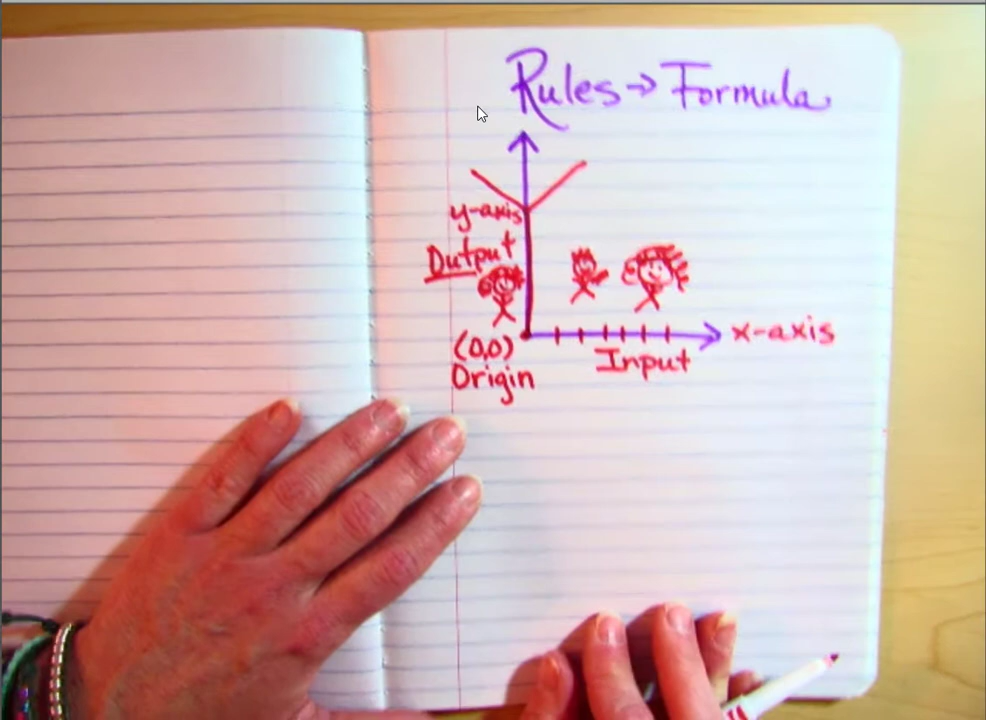 Rules → Formula
y-axis
Output
(0,0)
x-axis
Origin
Input